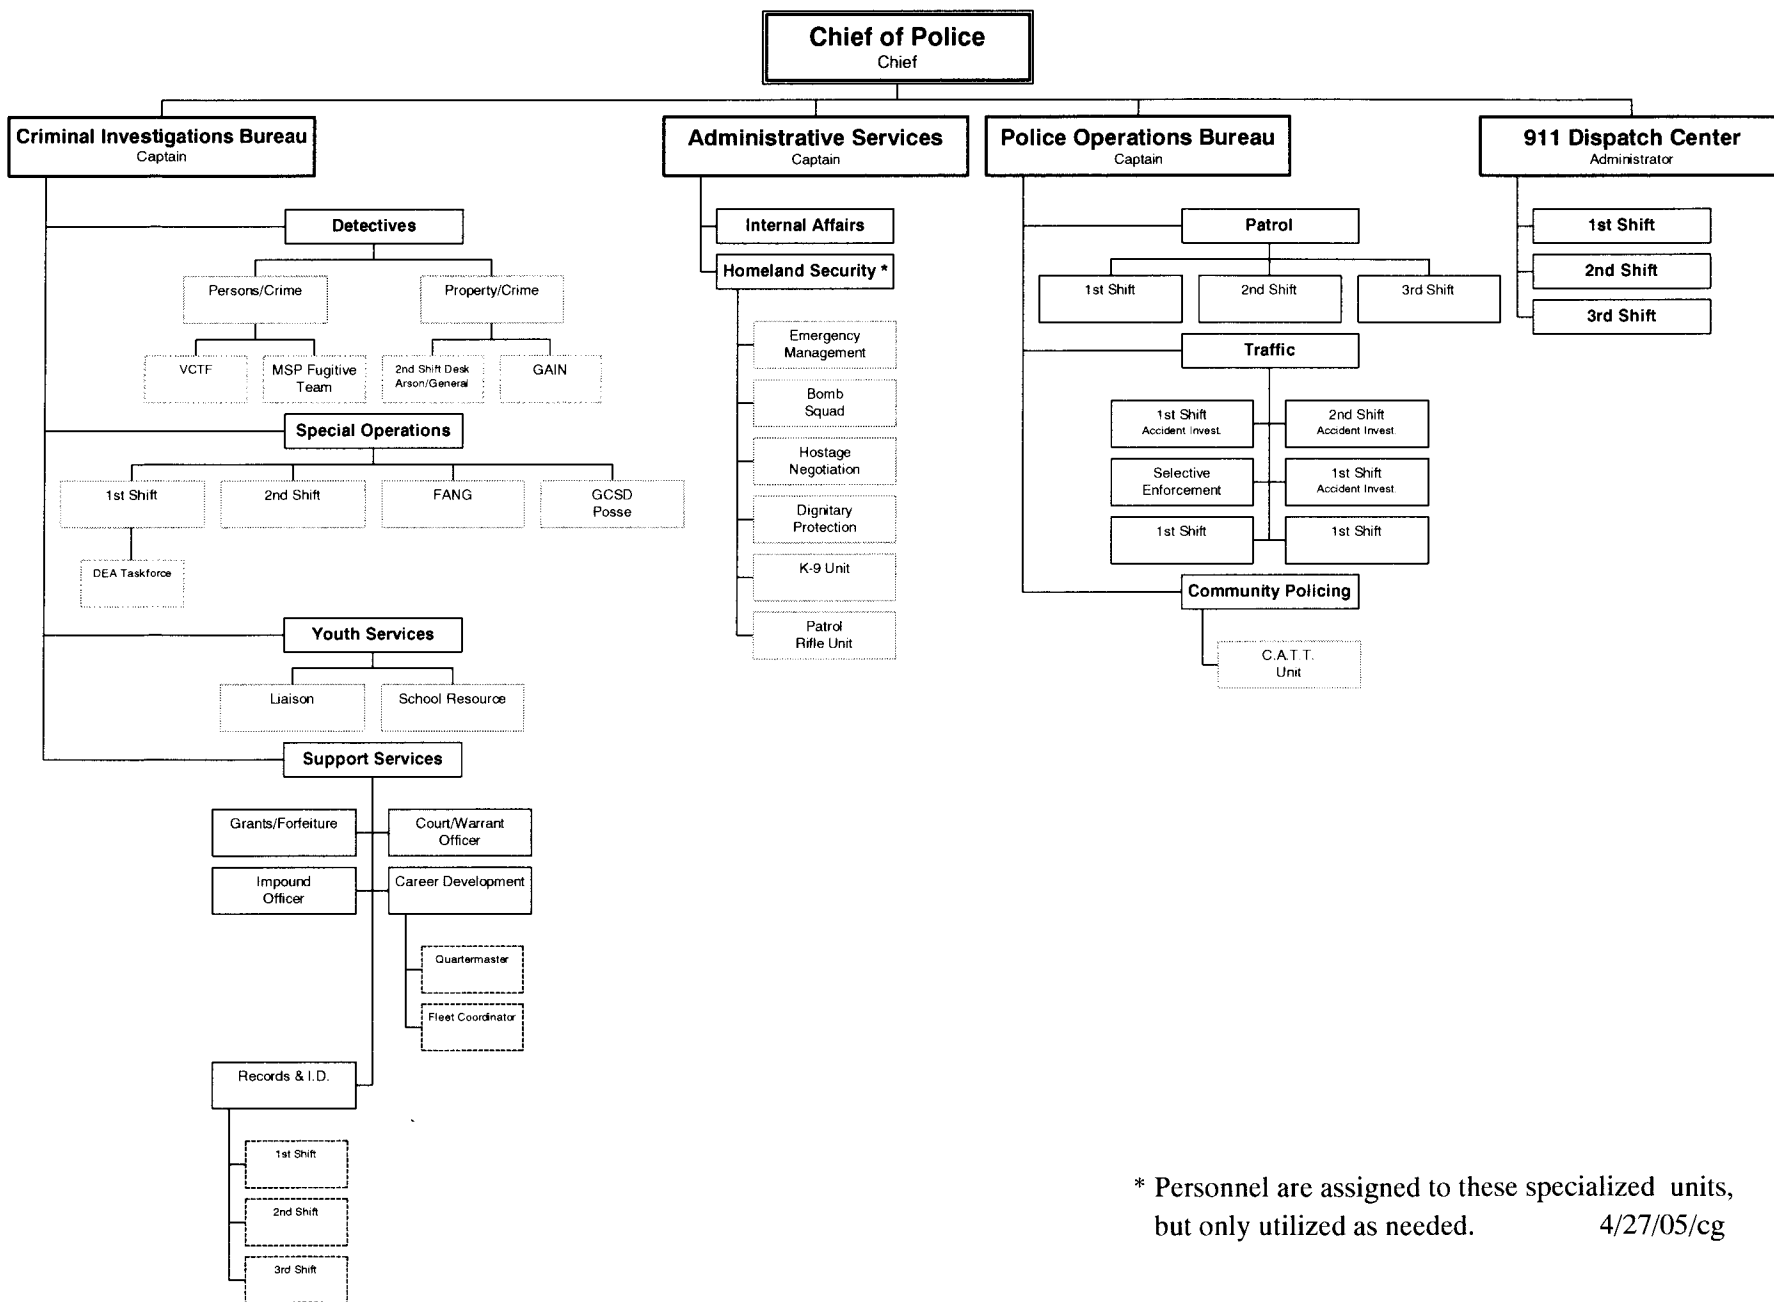 Chief of Police
Chief
Criminal Investigations Bureau
Captain
Administrative Services
Captain
Police Operations Bureau
Captain
911 Dispatch Center
Administrator
Detectives
Persons/Crime
Property/Crime
VCTF
MSP Fugitive
Team
2nd Shift Desk
Arson/General
GAIN
Special Operations
1st Shift
2nd Shift
FANG
GCSD
Posse
DEA Taskforce
Youth Services
Liaison
School Resource
Support Services
Grants/Forfeiture
Court/Warrant
Officer
Impound
Officer
Career Development
Quartermaster
Fleet Coordinator
Records & I.D.
1st Shift
2nd Shift
3rd Shift
Internal Affairs
Homeland Security *
Emergency
Management
Bomb
Squad
Hostage
Negotiation
Dignitary
Protection
K-9 Unit
Patrol
Rifle Unit
Patrol
1st Shift
2nd Shift
3rd Shift
Traffic
1st Shift
Accident Invest.
2nd Shift
Accident Invest.
Selective
Enforcement
1st Shift
Accident Invest.
1st Shift
1st Shift
Community Policing
C.A.T.T.
Unit
1st Shift
2nd Shift
3rd Shift
* Personnel are assigned to these specialized units,
but only utilized as needed. 4/27/05/cg